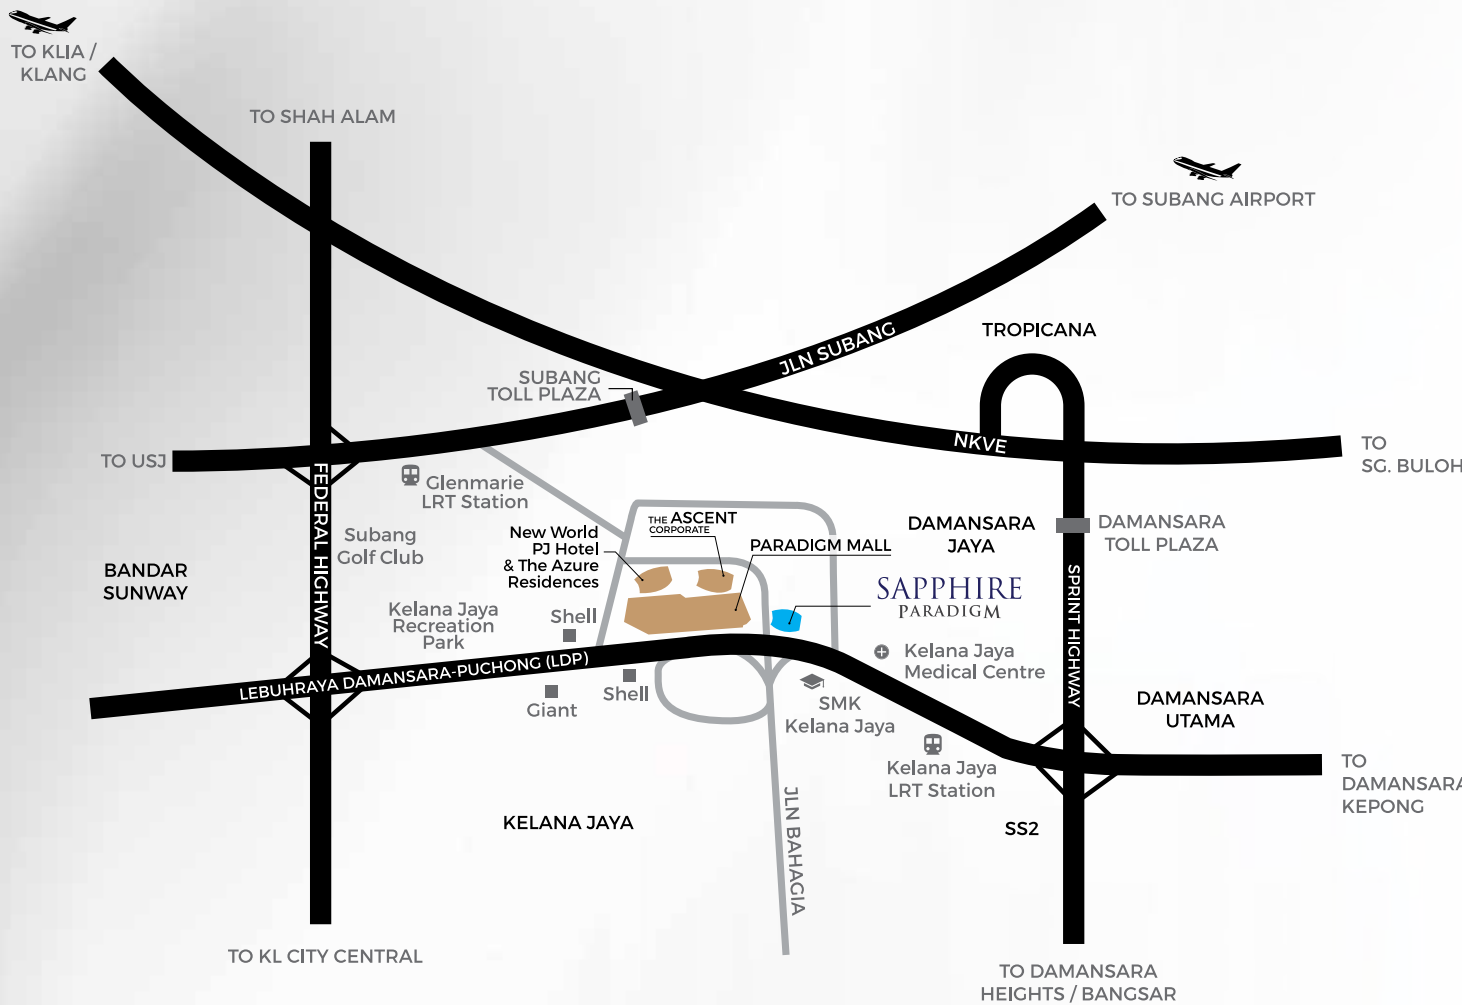 TO KLIA /
KLANG
TO SHAH ALAM
TO SUBANG AIRPORT
JLN SUBANG
TROPICANA
SUBANG
TOLL PLAZA
NKVE
TO
SG. BULOH
TO USJ
FEDERAL HIGHWAY
Glenmarie
LRT Station
Subang
Golf Club
New World
PJ Hotel
& The Azure
Residences
THE ASCENT
CORPORATE
PARADIGM MALL
DAMANSARA
JAYA
DAMANSARA
TOLL PLAZA
BANDAR
SUNWAY
SAPPHIRE
PARADIGM
SPRINT HIGHWAY
Kelana Jaya
Recreation
Park
Shell
Kelana Jaya
Medical Centre
LEBUHRAYA DAMANSARA-PUCHONG (LDP)
Giant
Shell
SMK
Kelana Jaya
DAMANSARA
UTAMA
Kelana Jaya
LRT Station
TO
DAMANSARA
KEPONG
JLN BAHAGIA
KELANA JAYA
SS2
TO KL CITY CENTRAL
TO DAMANSARA
HEIGHTS / BANGSAR